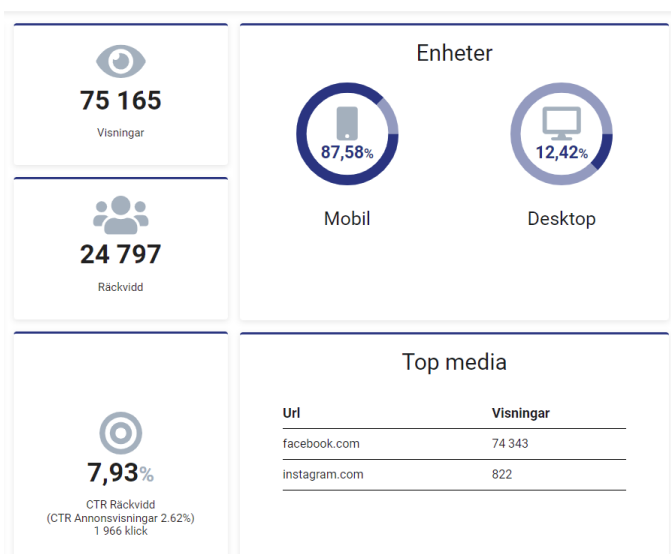 75 165
Visningar
24 797
Räckvidd
7,93%
CTR Räckvidd
(CTR Annonsvisningar 2.62%)
1 966 klick
Enheter
87,58%
12,42%
Mobil
Desktop
Top media
Url Visningar
facebook.com 74 343
instagram.com 822